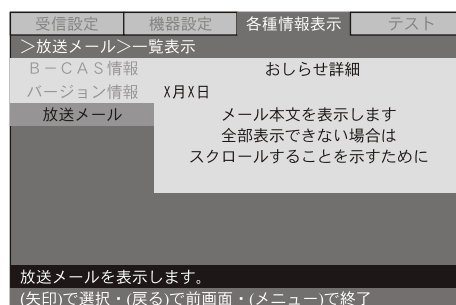 受信設定 機器設定 各種情報表示 テスト
＞放送メール＞一覧表示
Ｂ－ＣＡＳ情報 おしらせ詳細
バージョン情報 X月X日
放送メール メール本文を表示します
全部表示できない場合は
スクロールすることを示すために
放送メールを表示します。
(矢印)で選択・(戻る)で前画面・(メニュー)で終了